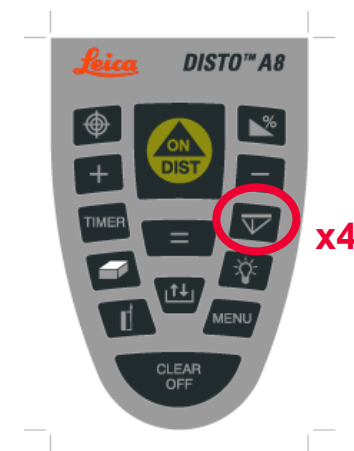 Leica DISTO™ A8
%
ON
DIST
+
−
TIMER
=
x4
MENU
CLEAR
OFF